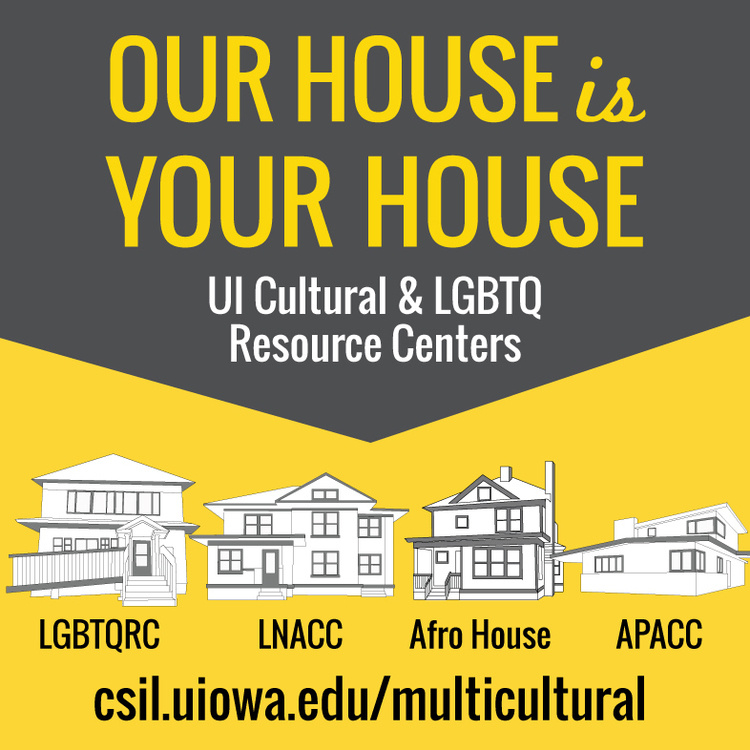 OUR HOUSE is
YOUR HOUSE
UI Cultural & LGBTQ
Resource Centers
LGBTQRC LNACC Afro House APACC
csil.uiowa.edu/multicultural